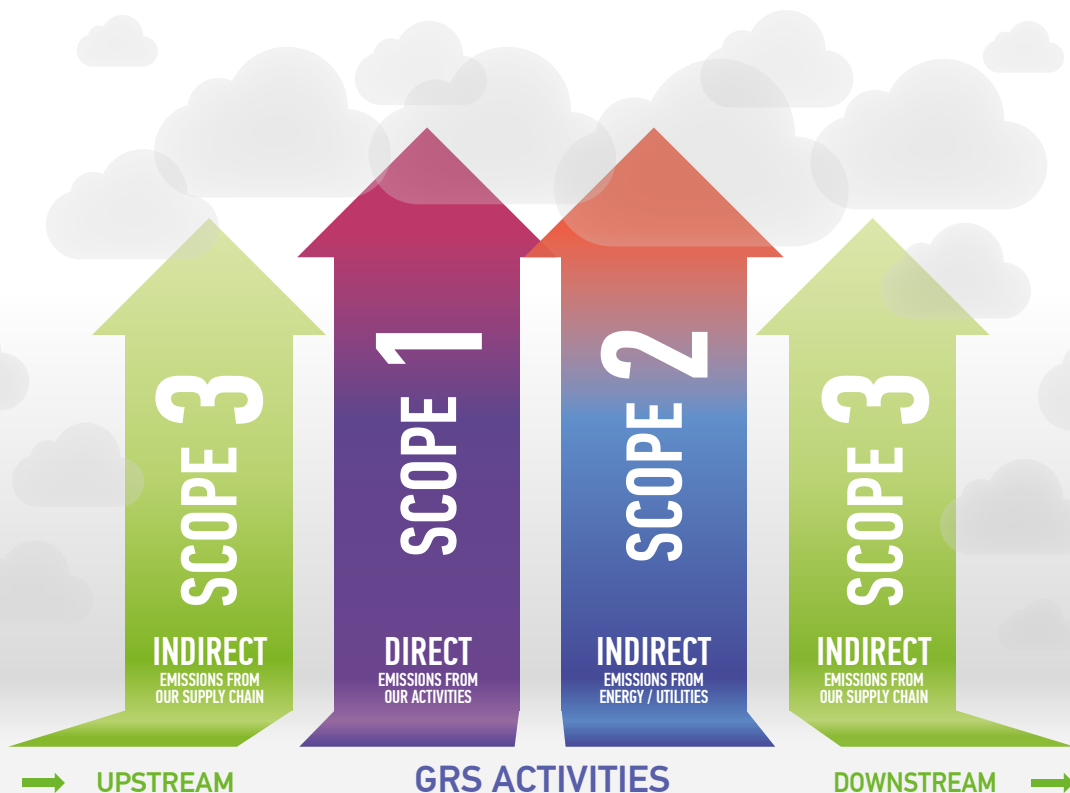 SCOPE 3
INDIRECT
EMISSIONS FROM
OUR SUPPLY CHAIN
SCOPE 1
DIRECT
EMISSIONS FROM
OUR ACTIVITIES
SCOPE 2
INDIRECT
EMISSIONS FROM
ENERGY / UTILITIES
SCOPE 3
INDIRECT
EMISSIONS FROM
OUR SUPPLY CHAIN
UPSTREAM
GRS ACTIVITIES
DOWNSTREAM